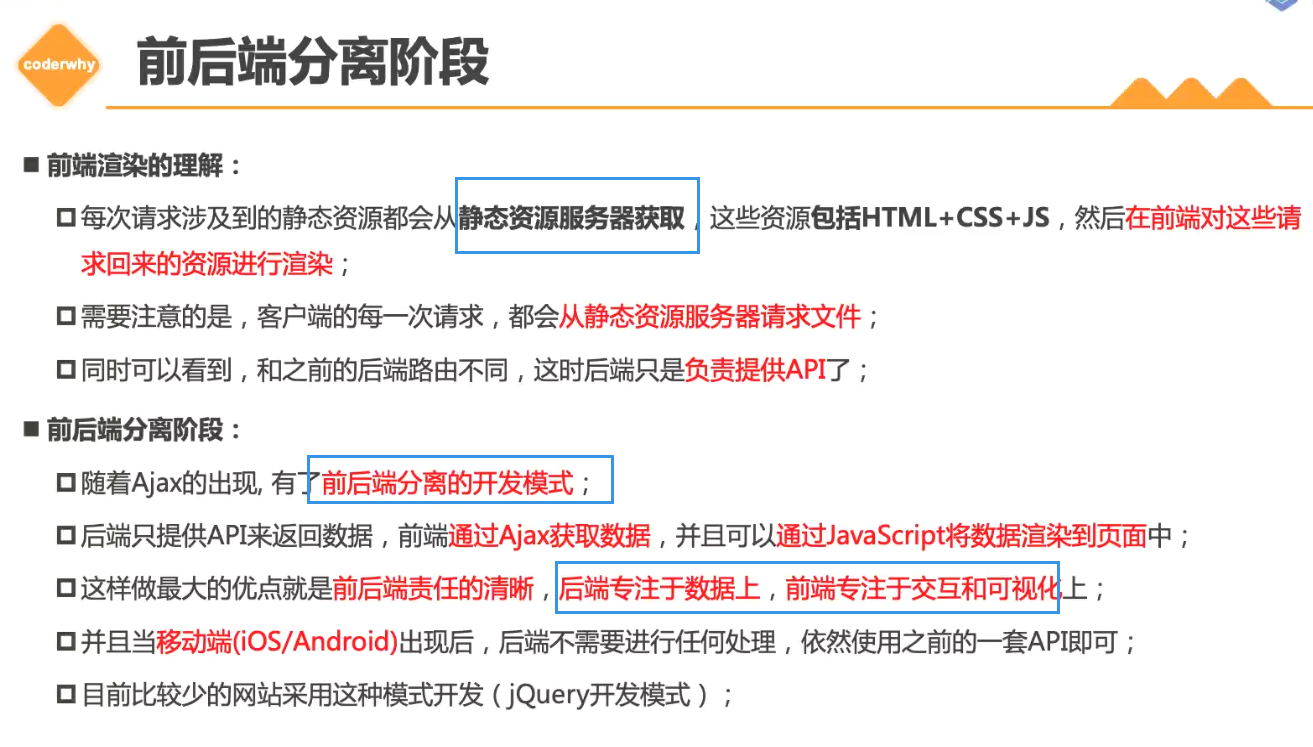 coderwhy
前后端分离阶段
■ 前端渲染的理解：
□ 每次请求涉及到的静态资源都会从静态资源服务器获取，这些资源包括HTML+CSS+JS，然后在前端对这些请
求回来的资源进行渲染；
□ 需要注意的是，客户端的每一次请求，都会从静态资源服务器请求文件；
□ 同时可以看到，和之前的后端路由不同，这时后端只是负责提供API了；
■ 前后端分离阶段：
□ 随着Ajax的出现, 有了前后端分离的开发模式；
□ 后端只提供API来返回数据，前端通过Ajax获取数据，并且可以通过JavaScript将数据渲染到页面中；
□ 这样做最大的优点就是前后端责任的清晰，后端专注于数据上，前端专注于交互和可视化上；
□ 并且当移动端(iOS/Android)出现后，后端不需要进行任何处理，依然使用之前的一套API即可；
□ 目前比较少的网站采用这种模式开发（jQuery开发模式）；